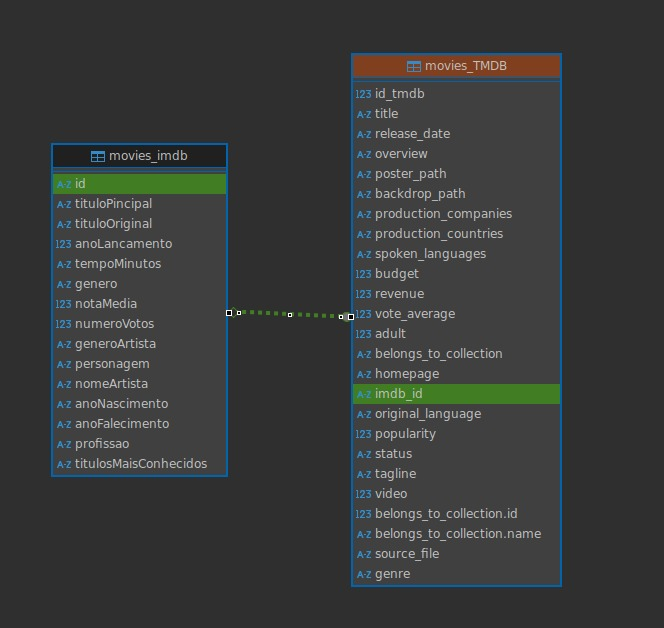 movies_imdb
A-Z id
A-Z tituloPincipal
A-Z tituloOriginal
123 anoLancamento
A-Z tempoMinutos
A-Z genero
123 notaMedia
123 numeroVotos
A-Z generoArtista
A-Z personagem
A-Z nomeArtista
A-Z anoNascimento
A-Z anoFalecimento
A-Z profissao
A-Z titulosMaisConhecidos
movies_TMDB
123 id_tmdb
A-Z title
A-Z release_date
A-Z overview
A-Z poster_path
A-Z backdrop_path
A-Z production_companies
A-Z production_countries
A-Z spoken_languages
123 budget
123 revenue
123 vote_average
123 adult
A-Z belongs_to_collection
A-Z homepage
A-Z imdb_id
A-Z original_language
123 popularity
A-Z status
A-Z tagline
123 video
123 belongs_to_collection.id
A-Z belongs_to_collection.name
A-Z source_file
A-Z genre